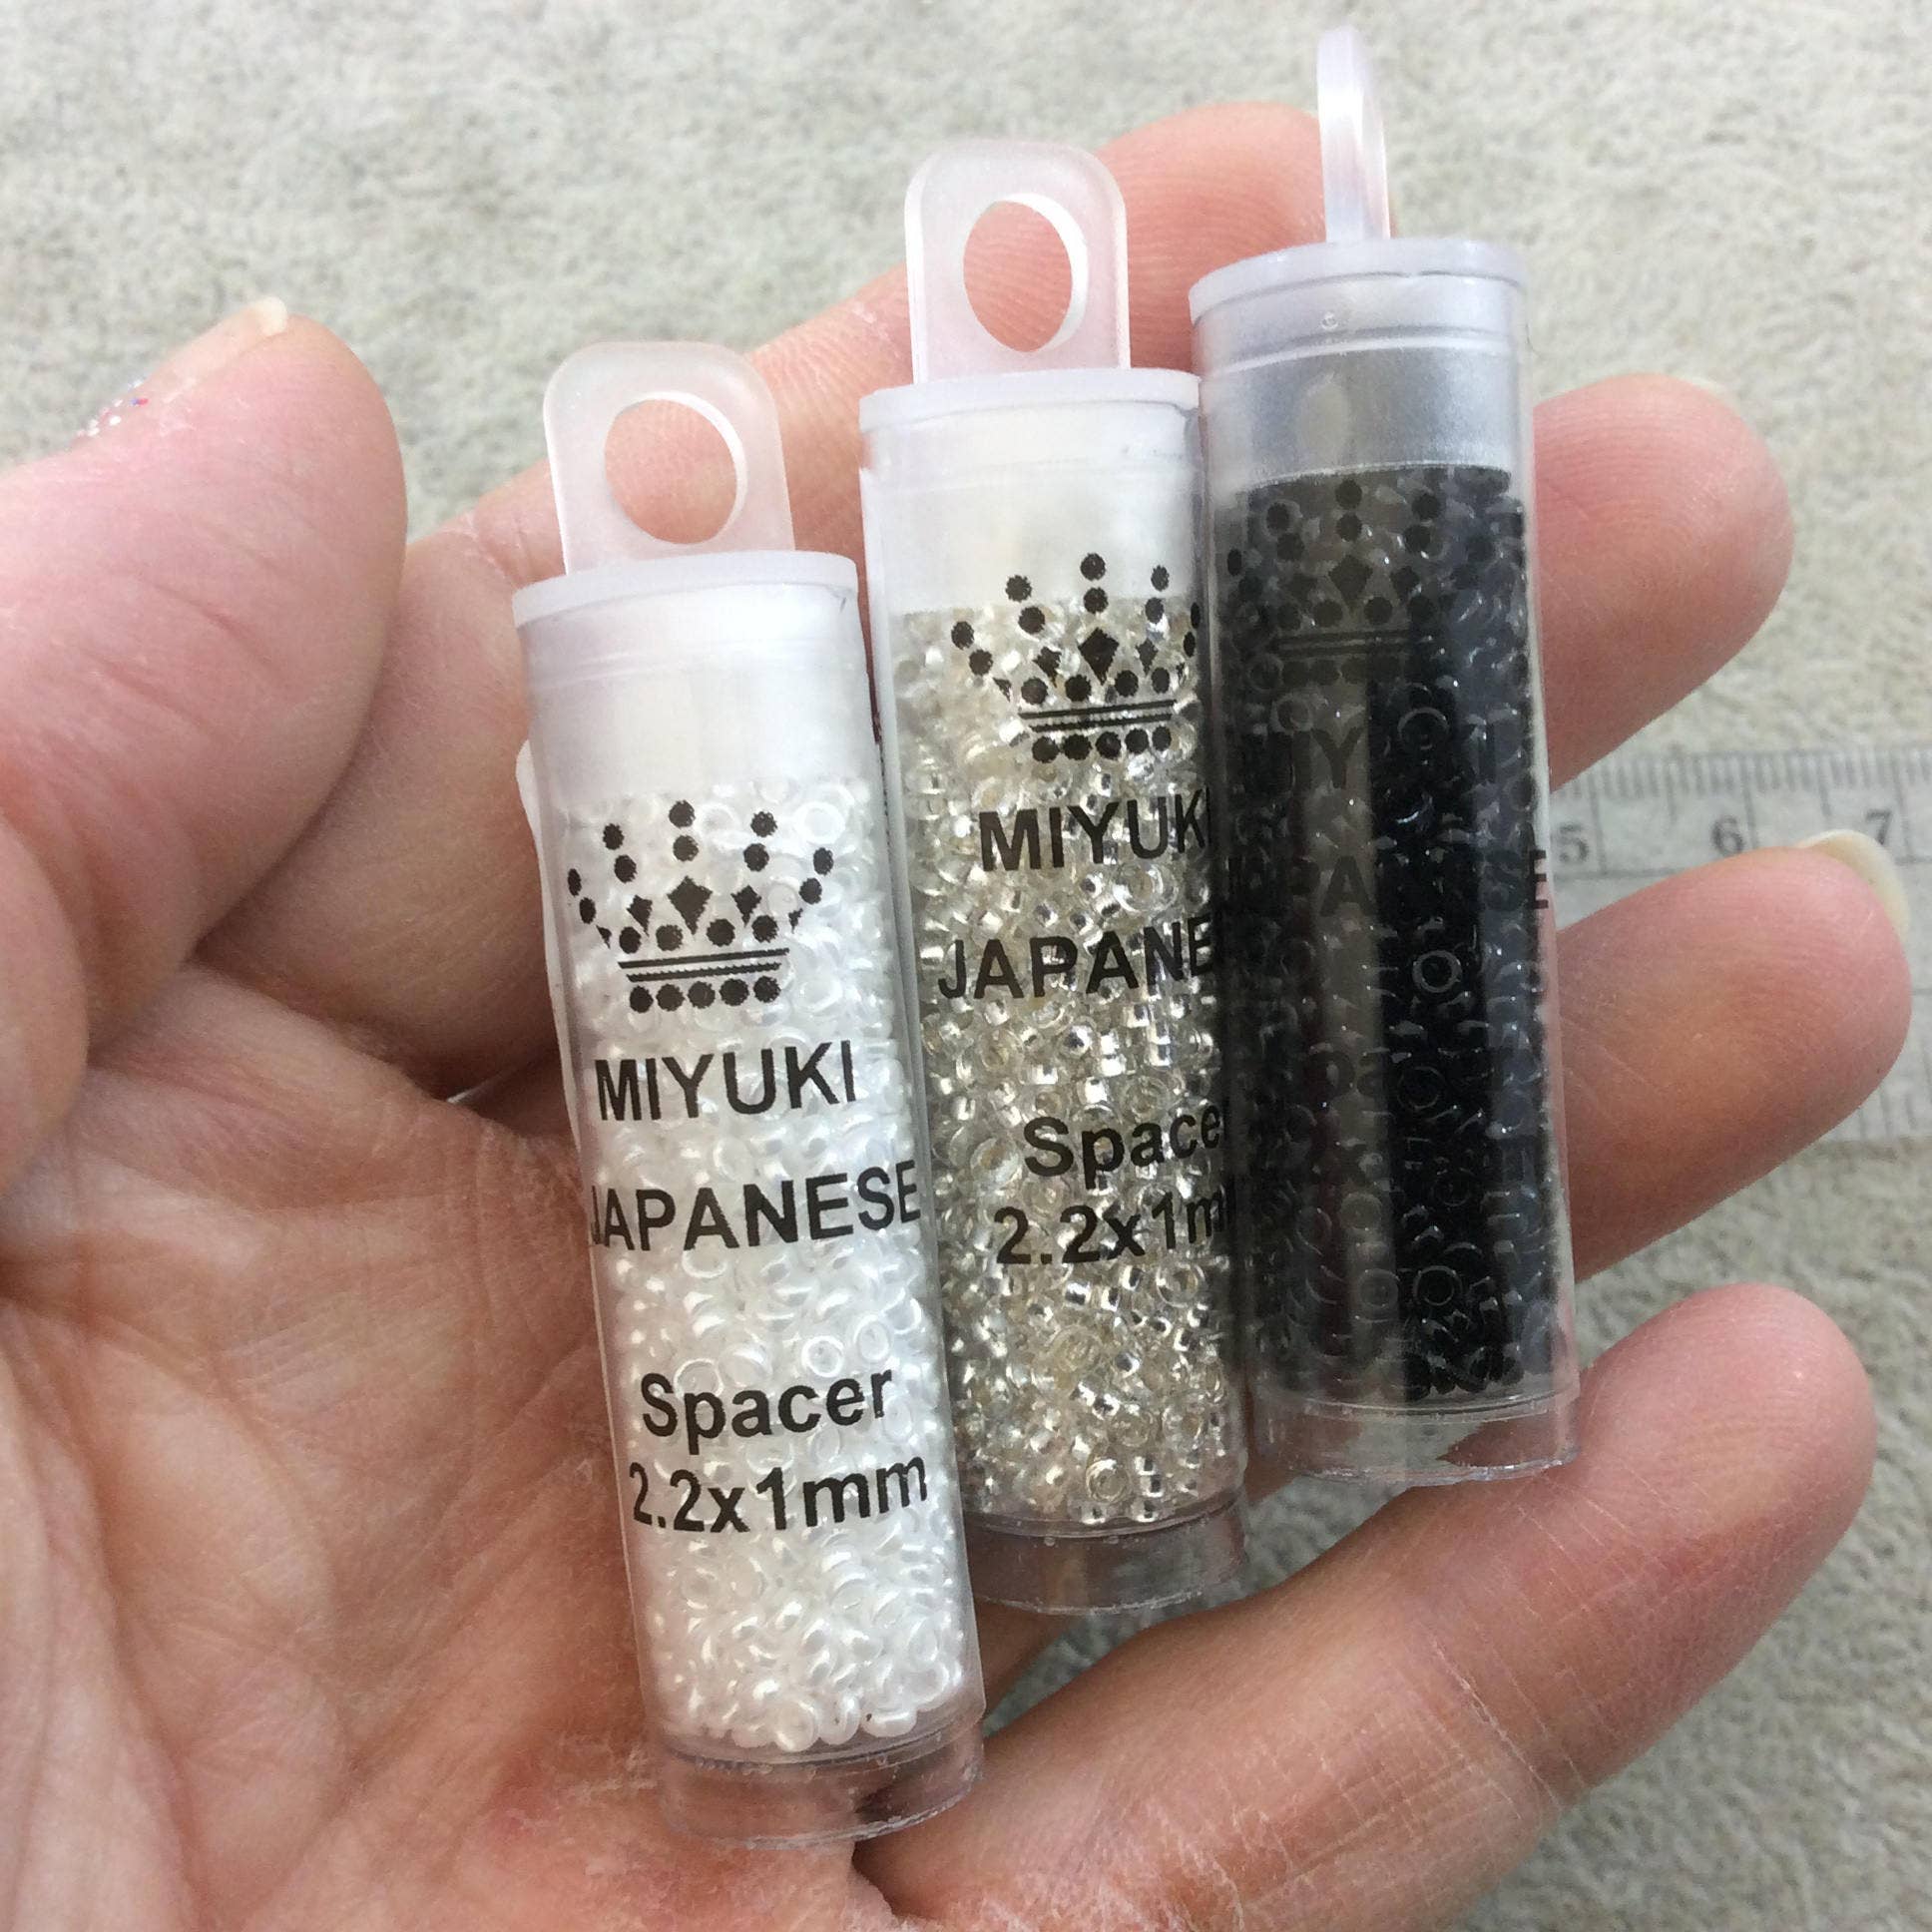 MIYUKI
JAPANESE
Spacer
2.2x1mm
MIYUKI
JAPANE
Spacer
2.2x1m
5 6 7